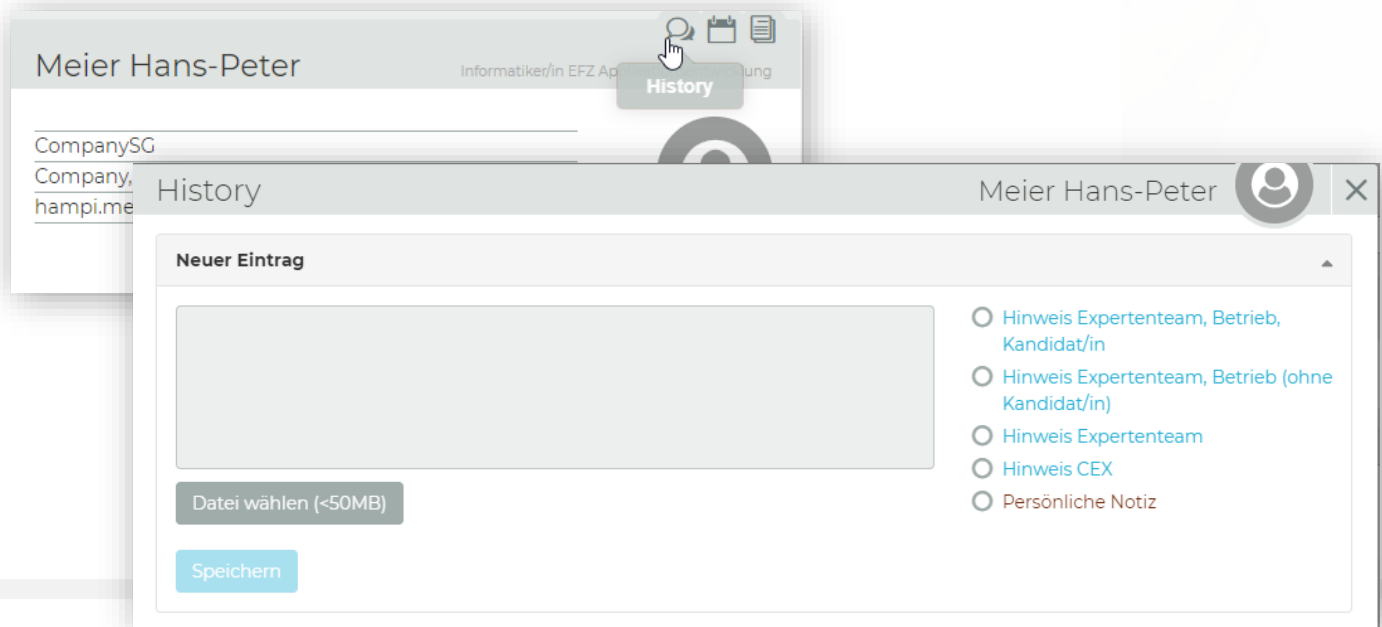 Meier Hans-Peter
Informatiker/in EFZ App
ung
History
CompanySG
Company,
hampi.me
History
Meier Hans-Peter
Neuer Eintrag
Hinweis Expertenteam, Betrieb,
Kandidat/in
Hinweis Expertenteam, Betrieb (ohne
Kandidat/in)
Hinweis Expertenteam
Hinweis CEX
Persönliche Notiz
Datei wählen (<50MB)
Speichern